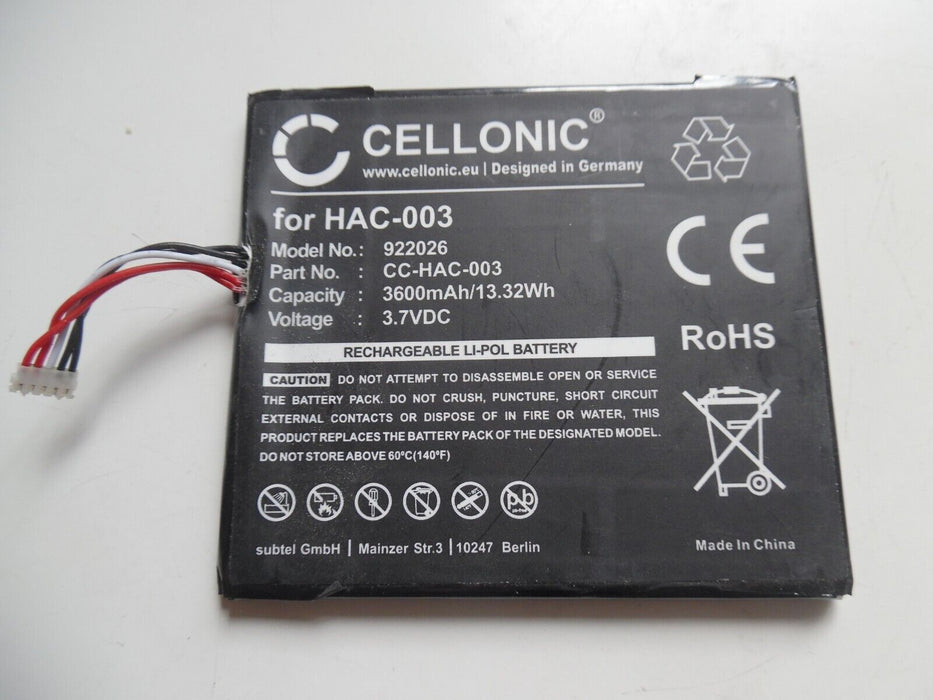 CELLONIC®
www.cellonic.eu | Designed in Germany
for HAC-003
Model No.: 922026
Part No. : CC-HAC-003
Capacity : 3600mAh/13.32Wh
Voltage : 3.7VDC
RECHARGEABLE LI-POL BATTERY
CAUTION DO NOT ATTEMPT TO DISASSEMBLE OPEN OR SERVICE
THE BATTERY PACK. DO NOT CRUSH, PUNCTURE, SHORT CIRCUIT
EXTERNAL CONTACTS OR DISPOSE OF IN FIRE OR WATER, THIS
PRODUCT REPLACES THE BATTERY PACK OF THE DESIGNATED MODEL.
DO NOT STORE ABOVE 60°C(140°F)
Pb
subtel GmbH | Mainzer Str.3 | 10247 Berlin
CE
RoHS
Made In China